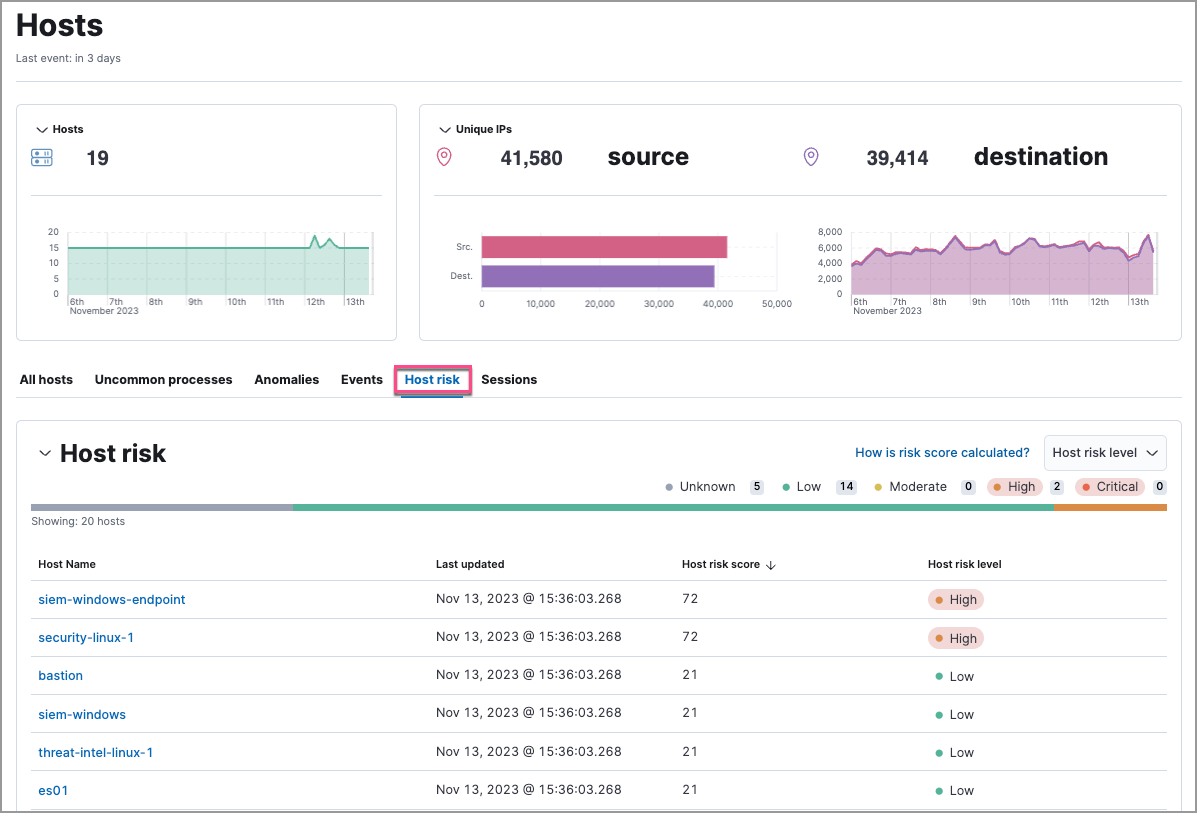 Hosts
Last event: in 3 days
Hosts
19
Unique IPs
41,580 source
39,414 destination
20
15
10
5
0
6th 7th 8th 9th 10th 11th 12th 13th
November 2023
Src.
Dest.
0 10,000 20,000 30,000 40,000 50,000
8,000
6,000
4,000
2,000
0
6th 7th 8th 9th 10th 11th 12th 13th
November 2023
All hosts Uncommon processes Anomalies Events Host risk Sessions
Host risk
How is risk score calculated? Host risk level
Unknown 5 Low 14 Moderate 0 High 2 Critical 0
Showing: 20 hosts
Host Name Last updated Host risk score Host risk level
siem-windows-endpoint Nov 13, 2023 @ 15:36:03.268 72 High
security-linux-1 Nov 13, 2023 @ 15:36:03.268 72 High
bastion Nov 13, 2023 @ 15:36:03.268 21 Low
siem-windows Nov 13, 2023 @ 15:36:03.268 21 Low
threat-intel-linux-1 Nov 13, 2023 @ 15:36:03.268 21 Low
es01 Nov 13, 2023 @ 15:36:03.268 21 Low